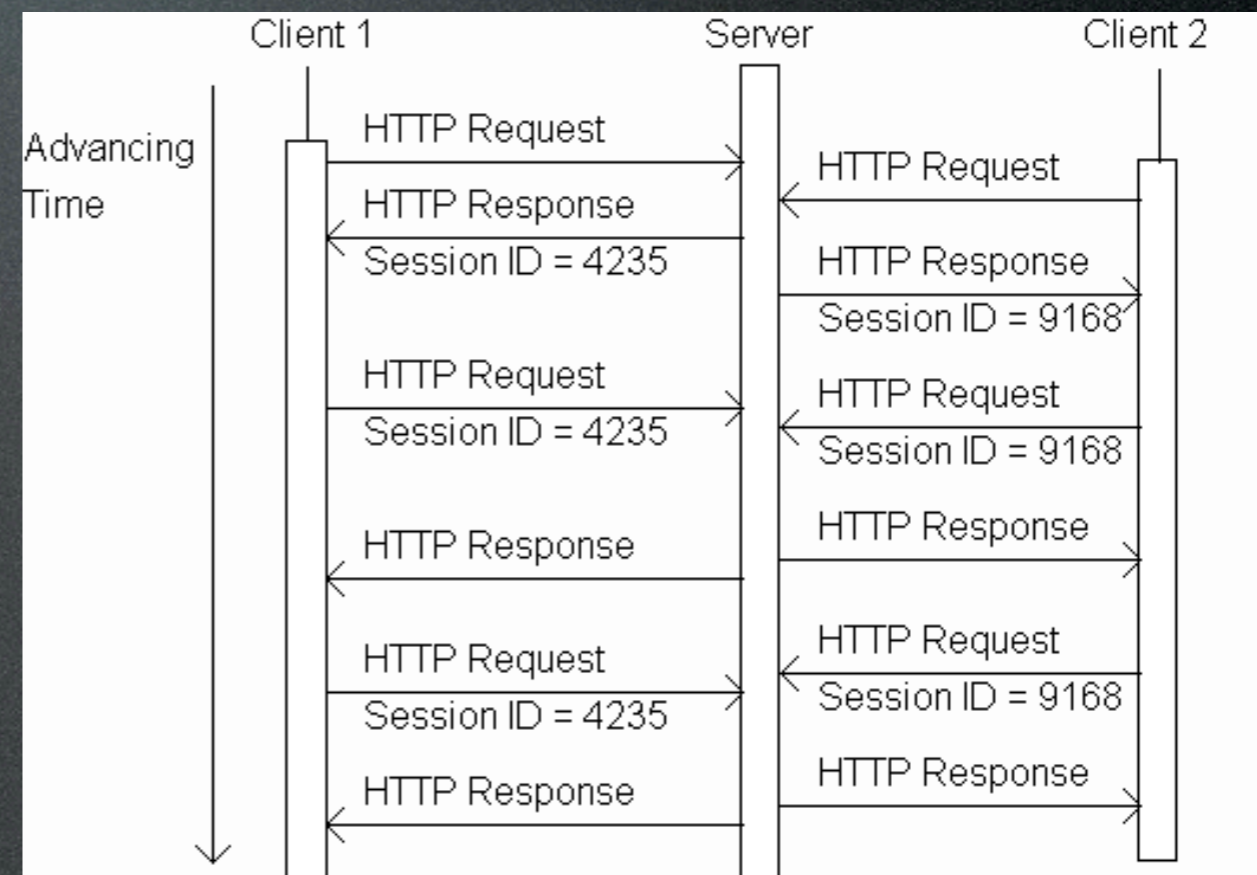 Client 1
Server
Client 2
Advancing
Time
HTTP Request
HTTP Request
HTTP Response
Session ID = 4235
HTTP Response
Session ID = 9168
HTTP Request
Session ID = 4235
HTTP Request
Session ID = 9168
HTTP Response
HTTP Response
HTTP Request
Session ID = 9168
HTTP Request
Session ID = 4235
HTTP Response
HTTP Response